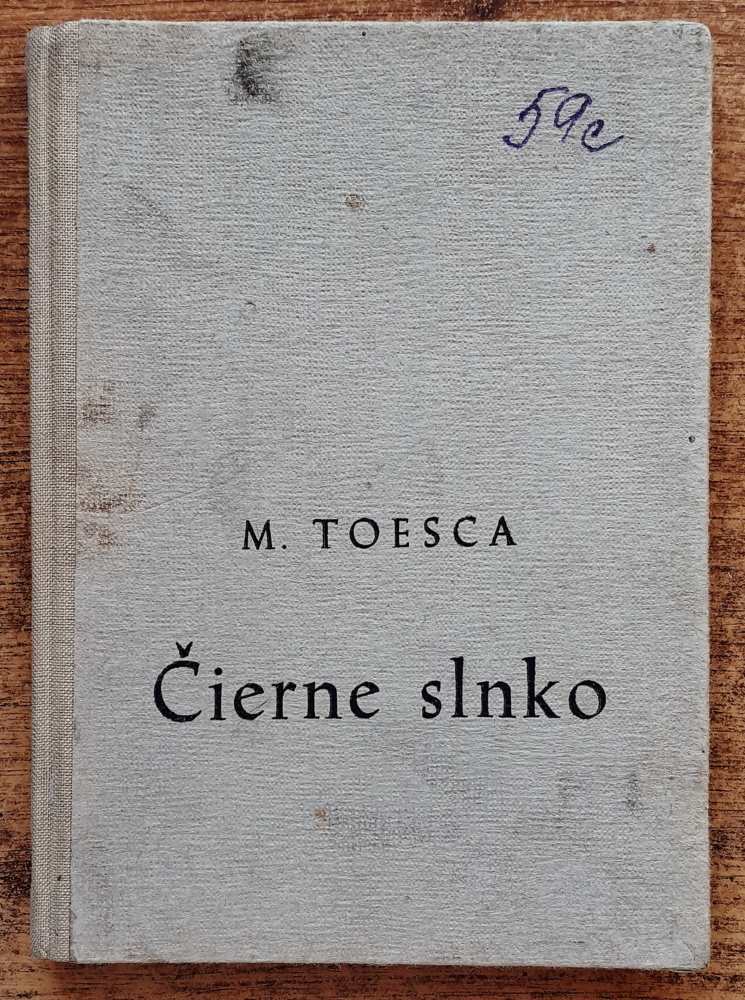 59c
M. TOESCA
Čierne slnko